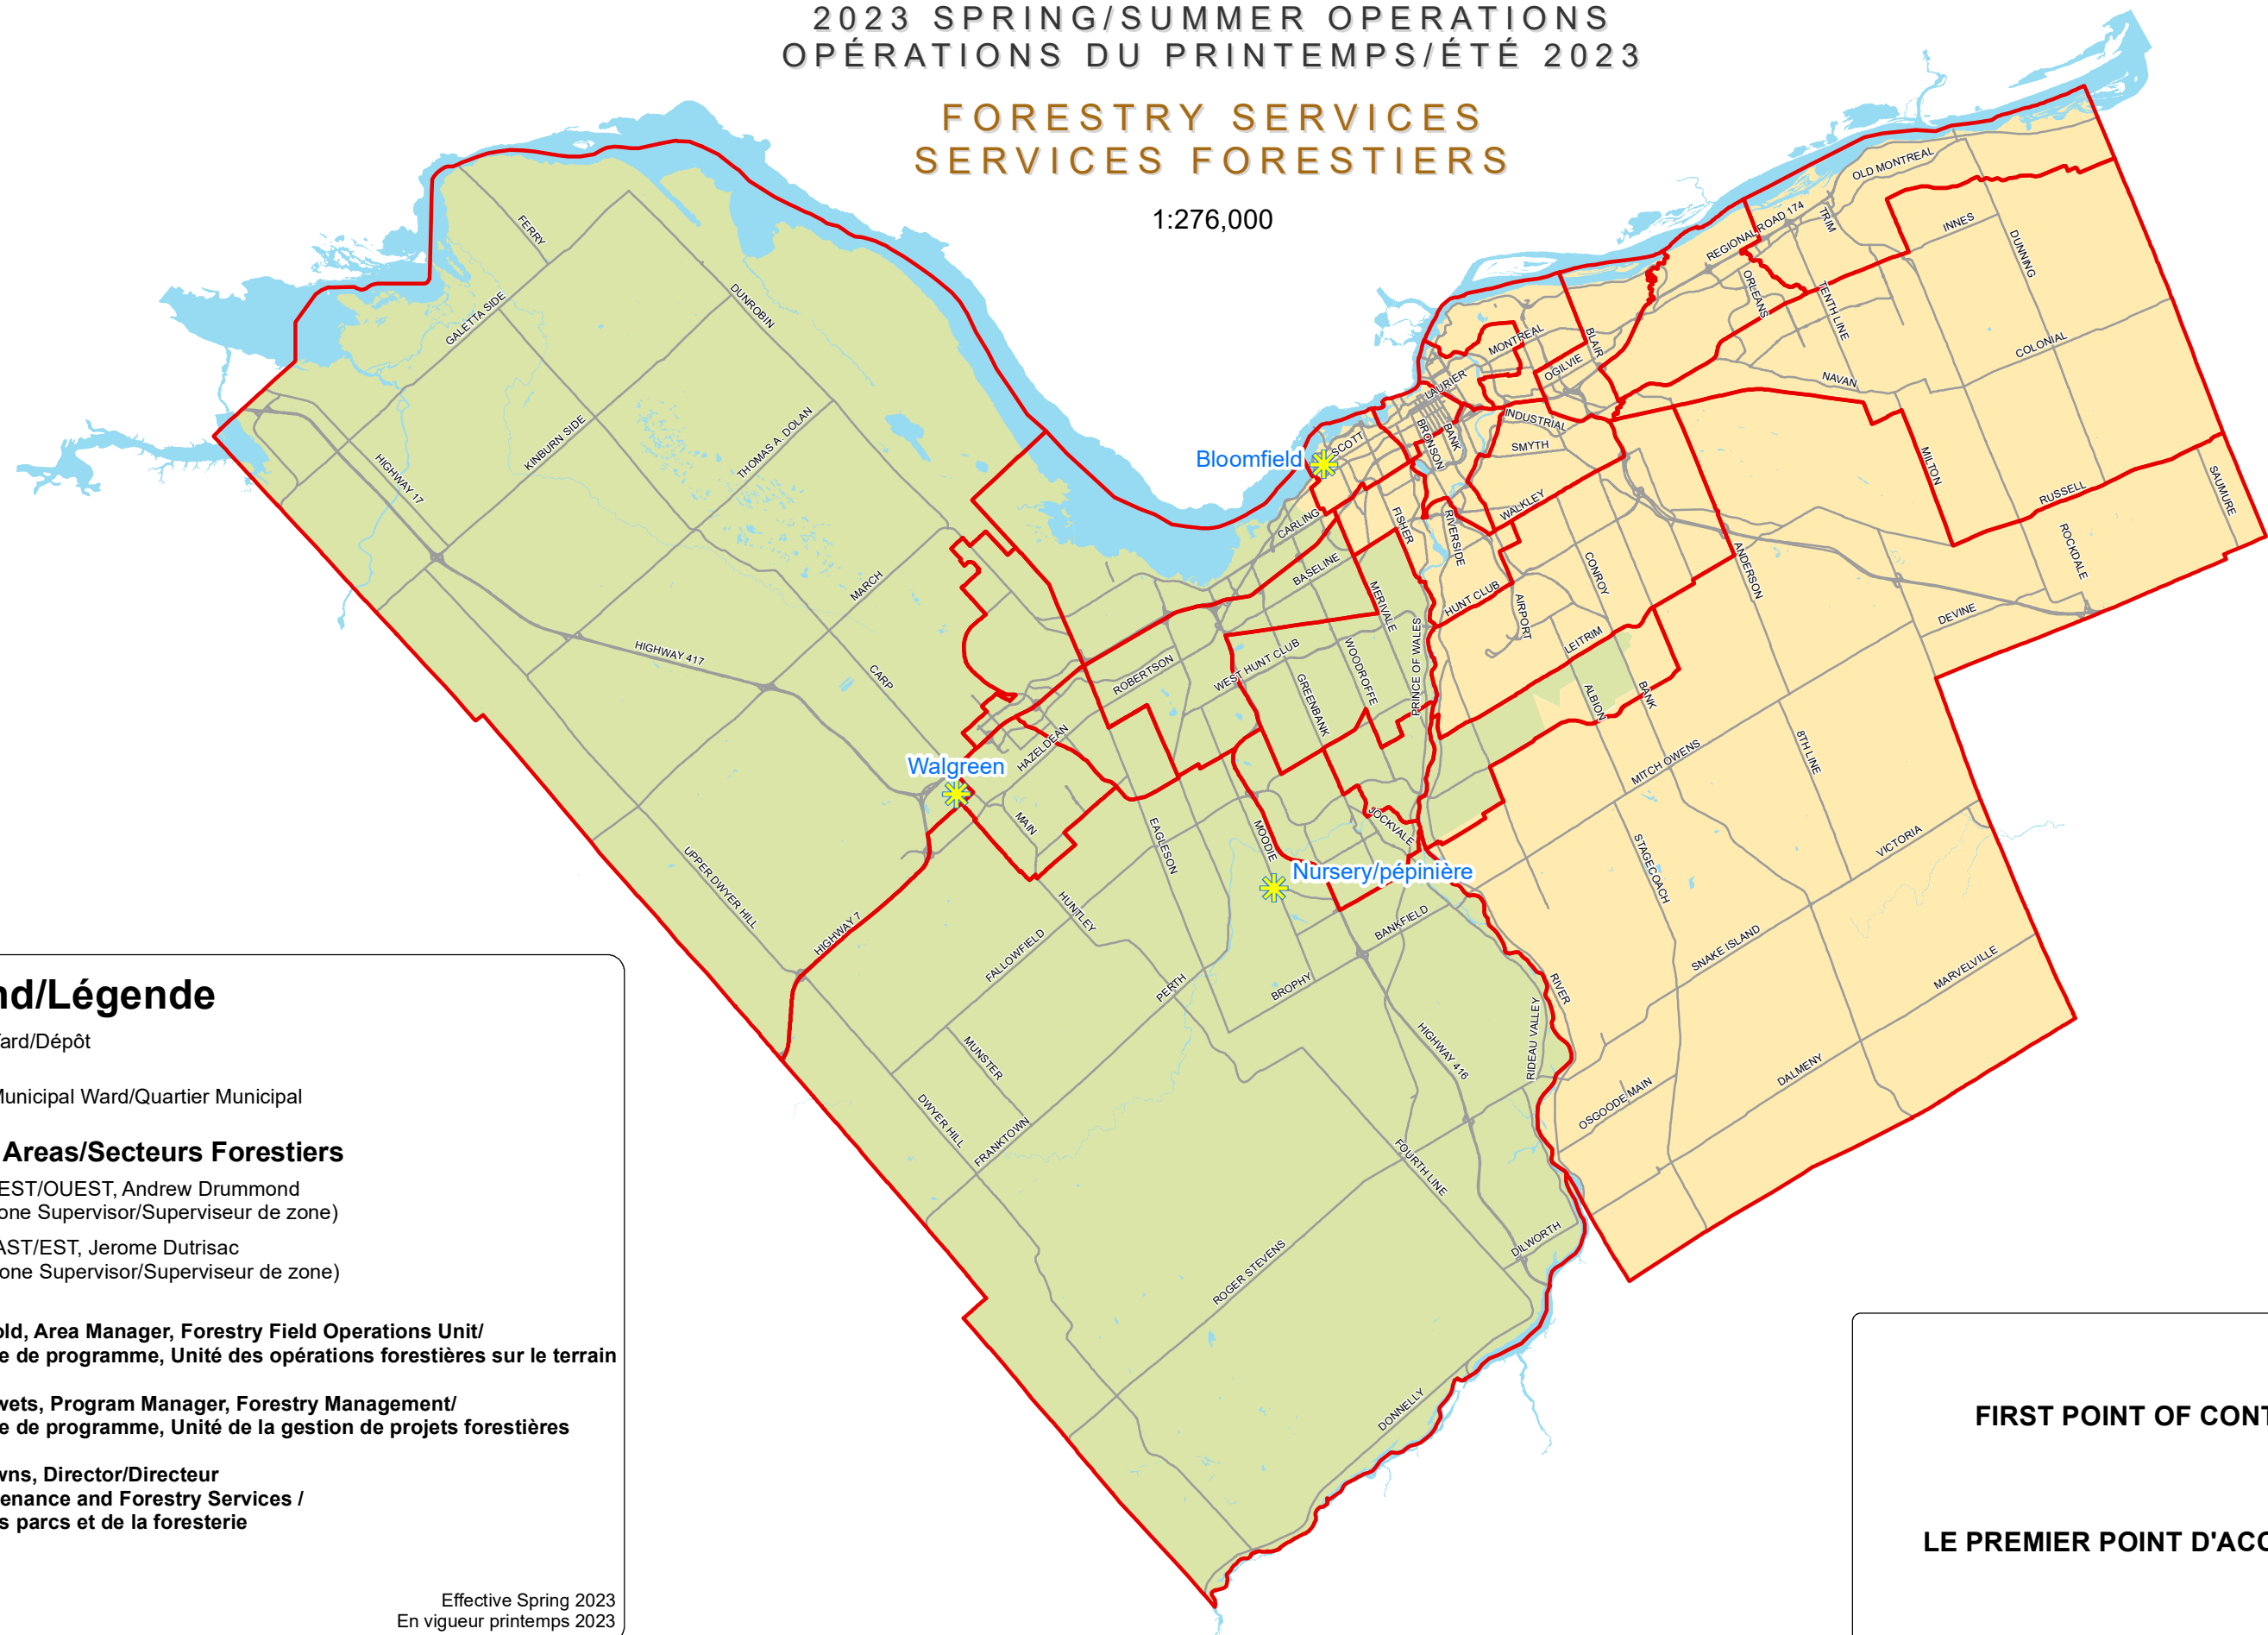 2023 SPRING/SUMMER OPERATIONS
OPÉRATIONS DU PRINTEMPS/ÉTÉ 2023
FORESTRY SERVICES
SERVICES FORESTIERS
1:276,000
OLD MONTREAL
REGIONAL ROAD 174
TRIM
INNES
DUNNING
ORLEANS
TENTH LINE
COLONIAL
NAVAN
MONTREAL
BLAIR
OGILVIE
LAURIER
INDUSTRIAL
SMYTH
BRONSON
BANK
SCOTT
Bloomfield
MILTON
RUSSELL
SAUMURE
ROCKDALE
WALKLEY
CARLING
FISHER
RIVERSIDE
BASELINE
MERIVALE
CONROY
ANDERSON
HUNT CLUB
AIRPORT
DEVINE
LEITRIM
PRINCE OF WALES
WEST HUNT CLUB
WOODROFFE
GREENBANK
ROBERTSON
ALBION
BANK
MITCH OWENS
8TH LINE
FERRY
GALETTA SIDE
DUNROBIN
KINBURN SIDE
THOMAS A. DOLAN
HIGHWAY 17
MARCH
HIGHWAY 417
CARP
HAZELDEAN
Walgreen
MAIN
EAGLESON
MOODIE
JOCKVALE
Nursery/pépinière
STAGECOACH
VICTORIA
UPPER DWYER HILL
HIGHWAY 7
HUNTLEY
FALLOWFIELD
PERTH
BROPHY
BANKFIELD
RIVER
SNAKE ISLAND
MARVELVILLE
MUNSTER
HIGHWAY 416
RIDEAU VALLEY
DALMENY
OSGOODE MAIN
DWYER HILL
FRANKTOWN
FOURTH LINE
ROGER STEVENS
DILWORTH
DONNELLY
nd/Légende
ard/Dépôt
Municipal Ward/Quartier Municipal
Areas/Secteurs Forestiers
EST/OUEST, Andrew Drummond
one Supervisor/Superviseur de zone)
AST/EST, Jerome Dutrisac
one Supervisor/Superviseur de zone)
old, Area Manager, Forestry Field Operations Unit/
e de programme, Unité des opérations forestières sur le terrain
wets, Program Manager, Forestry Management/
e de programme, Unité de la gestion de projets forestières
wns, Director/Directeur
tenance and Forestry Services /
s parcs et de la foresterie
Effective Spring 2023
En vigueur printemps 2023
FIRST POINT OF CONT
LE PREMIER POINT D'ACC